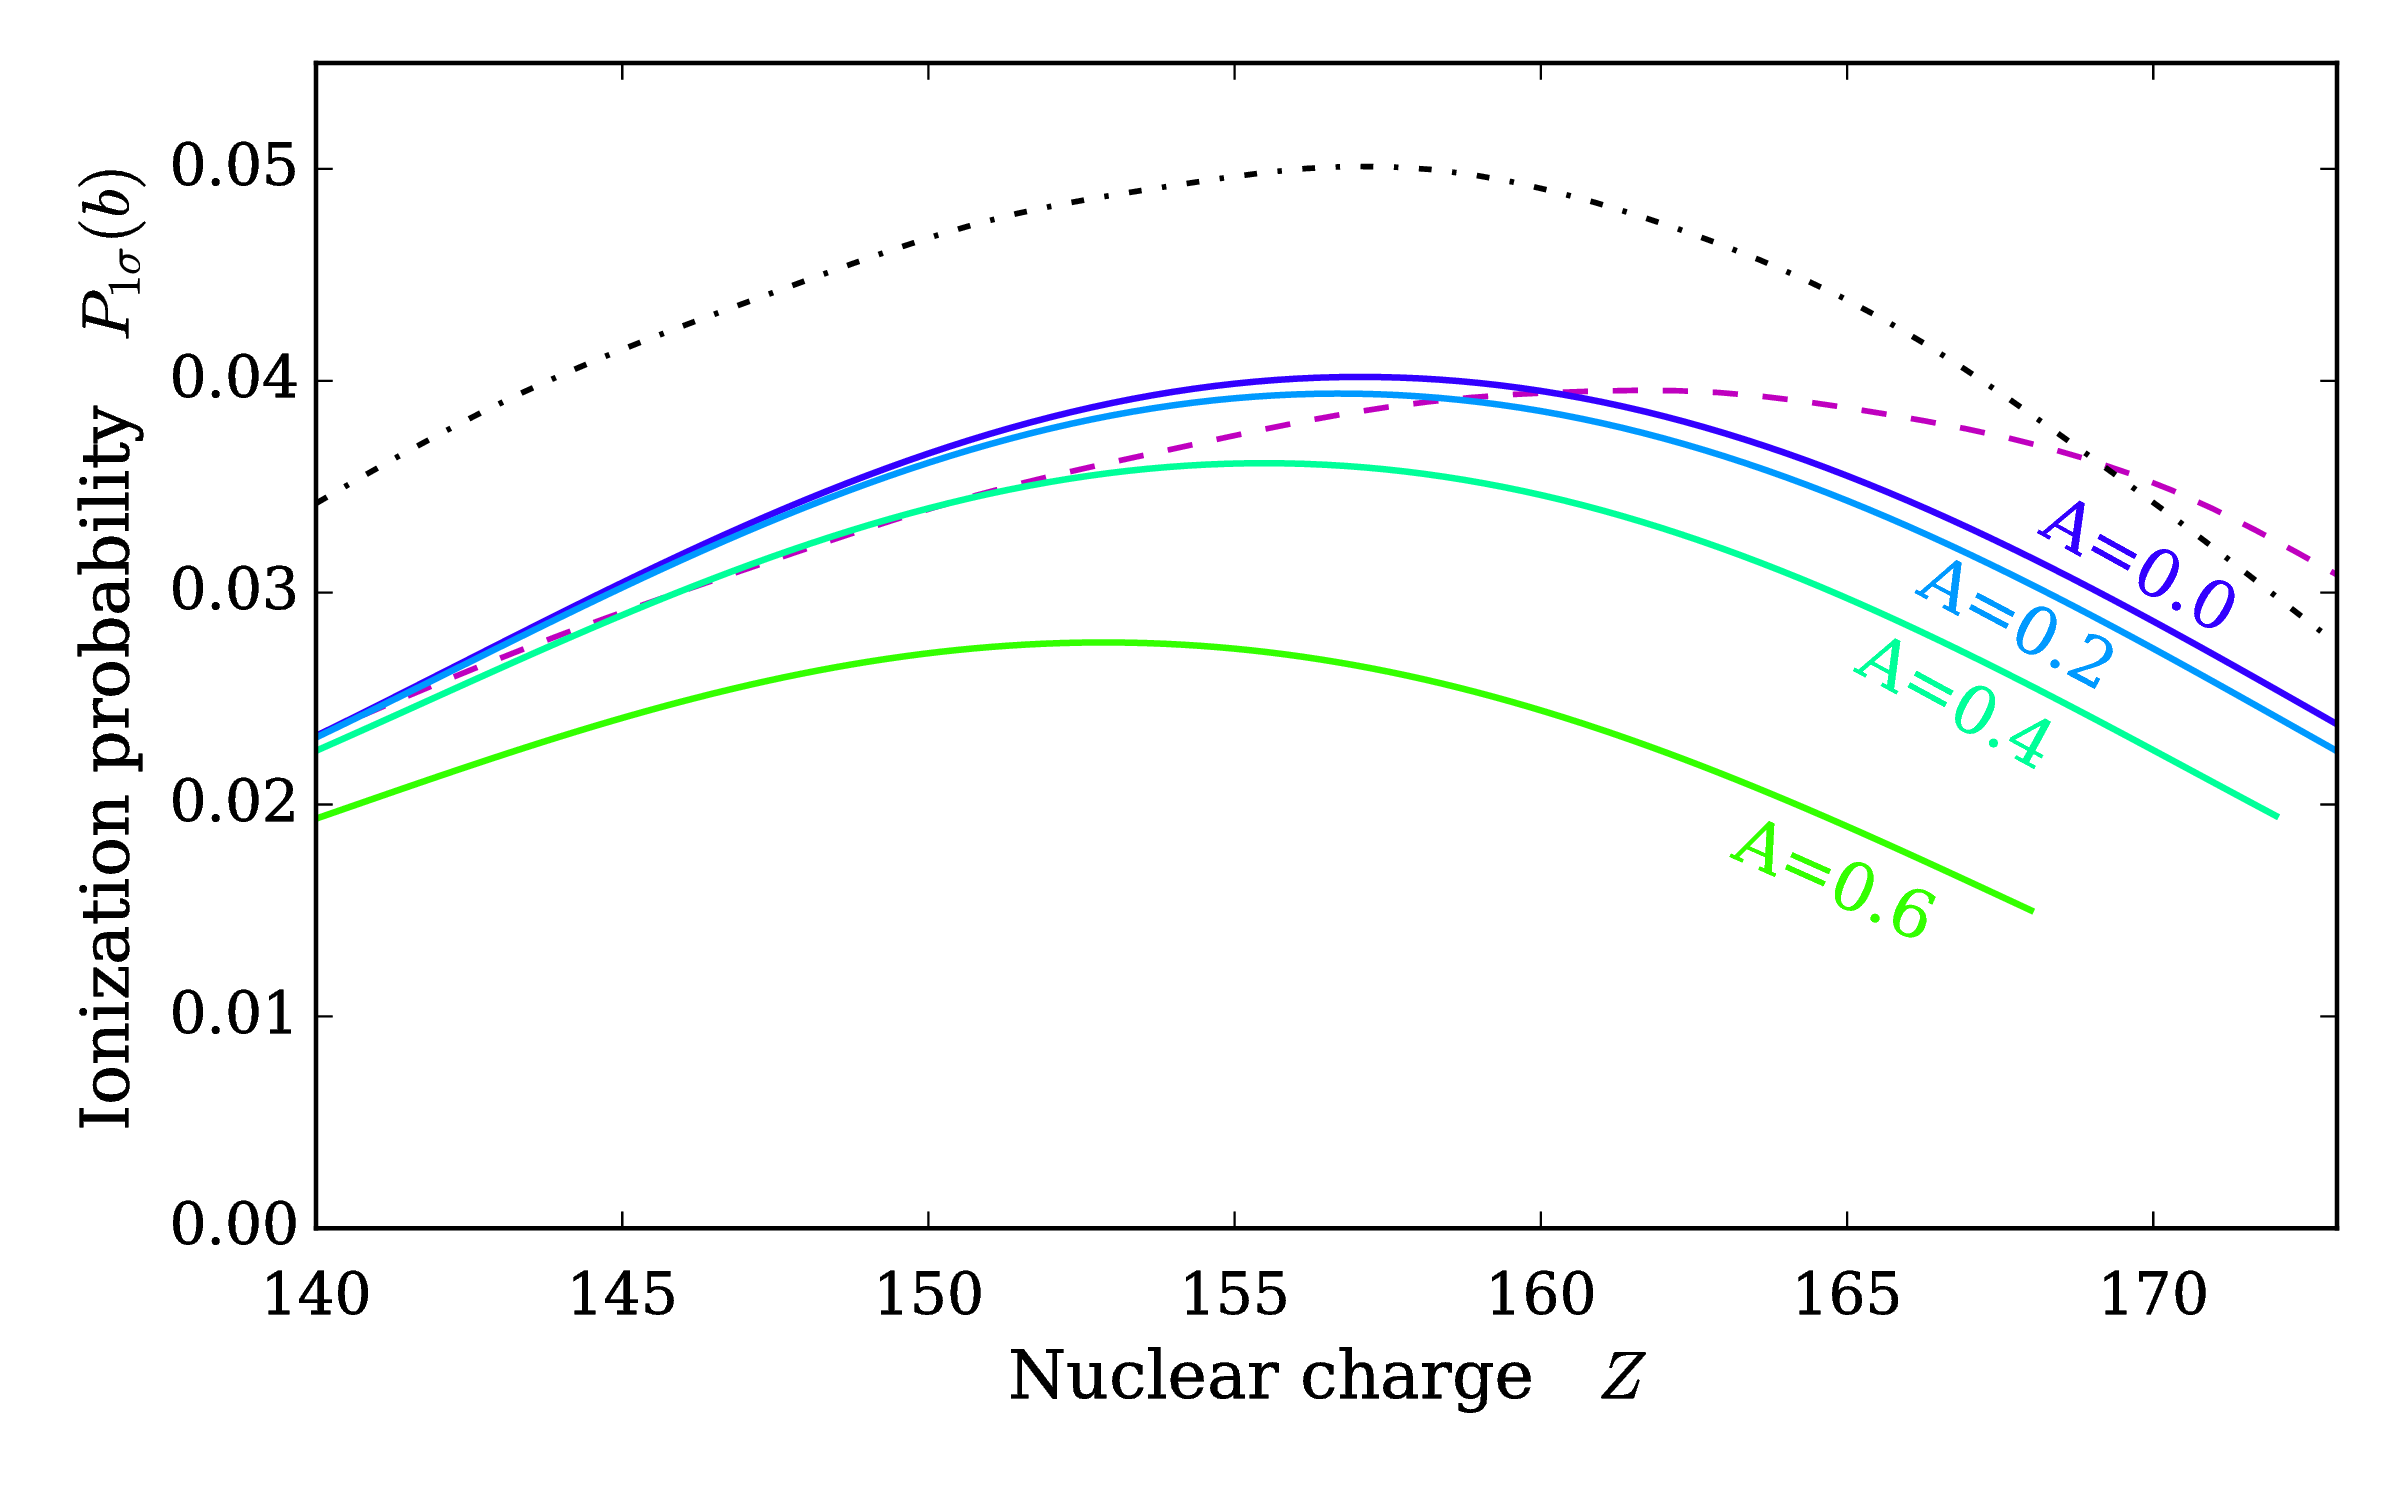 Ionization probability P1σ(b)
0.05
0.04
0.03
0.02
0.01
0.00
A=0.0
A=0.2
A=0.4
A=0.6
140 145 150 155 160 165 170
Nuclear charge Z